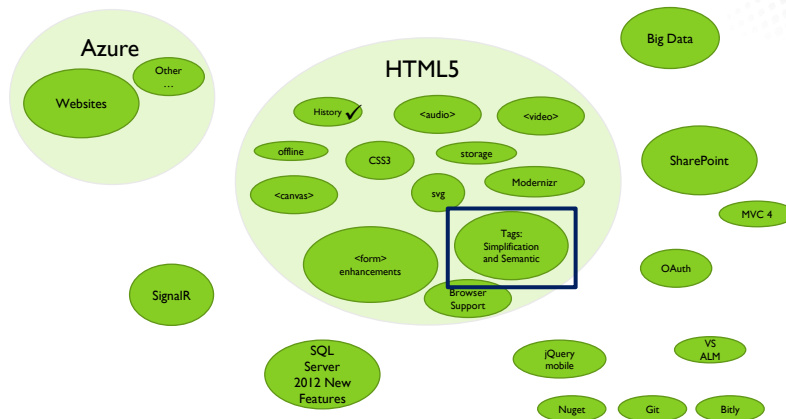 Azure
Other
…
Websites
HTML5
Big Data
History ✓
<audio>
<video>
offline
CSS3
storage
SharePoint
<canvas>
svg
Modernizr
MVC 4
Tags:
Simplification
and Semantic
<form>
enhancements
OAuth
SignalR
Browser
Support
SQL
Server
2012 New
Features
jQuery
mobile
VS
ALM
Nuget
Git
Bitly